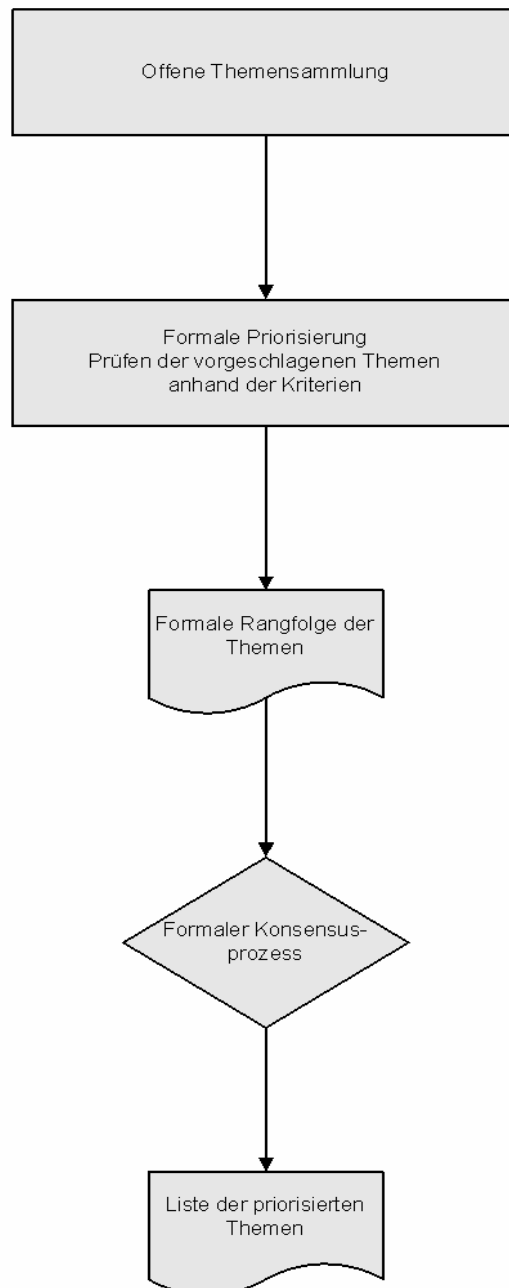 Offene Themensammlung
Formale Priorisierung
Prüfen der vorgeschlagenen Themen
anhand der Kriterien
Formale Rangfolge der
Themen
Formaler Konsensus-
prozess
Liste der priorisierten
Themen